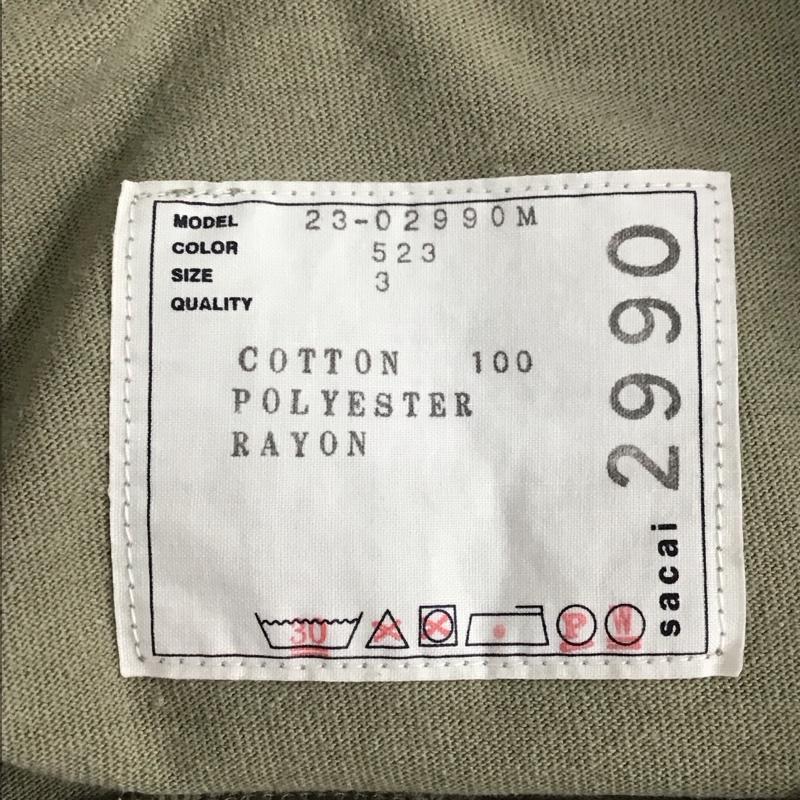 MODEL 23-02990M
COLOR 523
SIZE 3
QUALITY
COTTON 100
POLYESTER
RAYON
30
P
W
sacai 2990